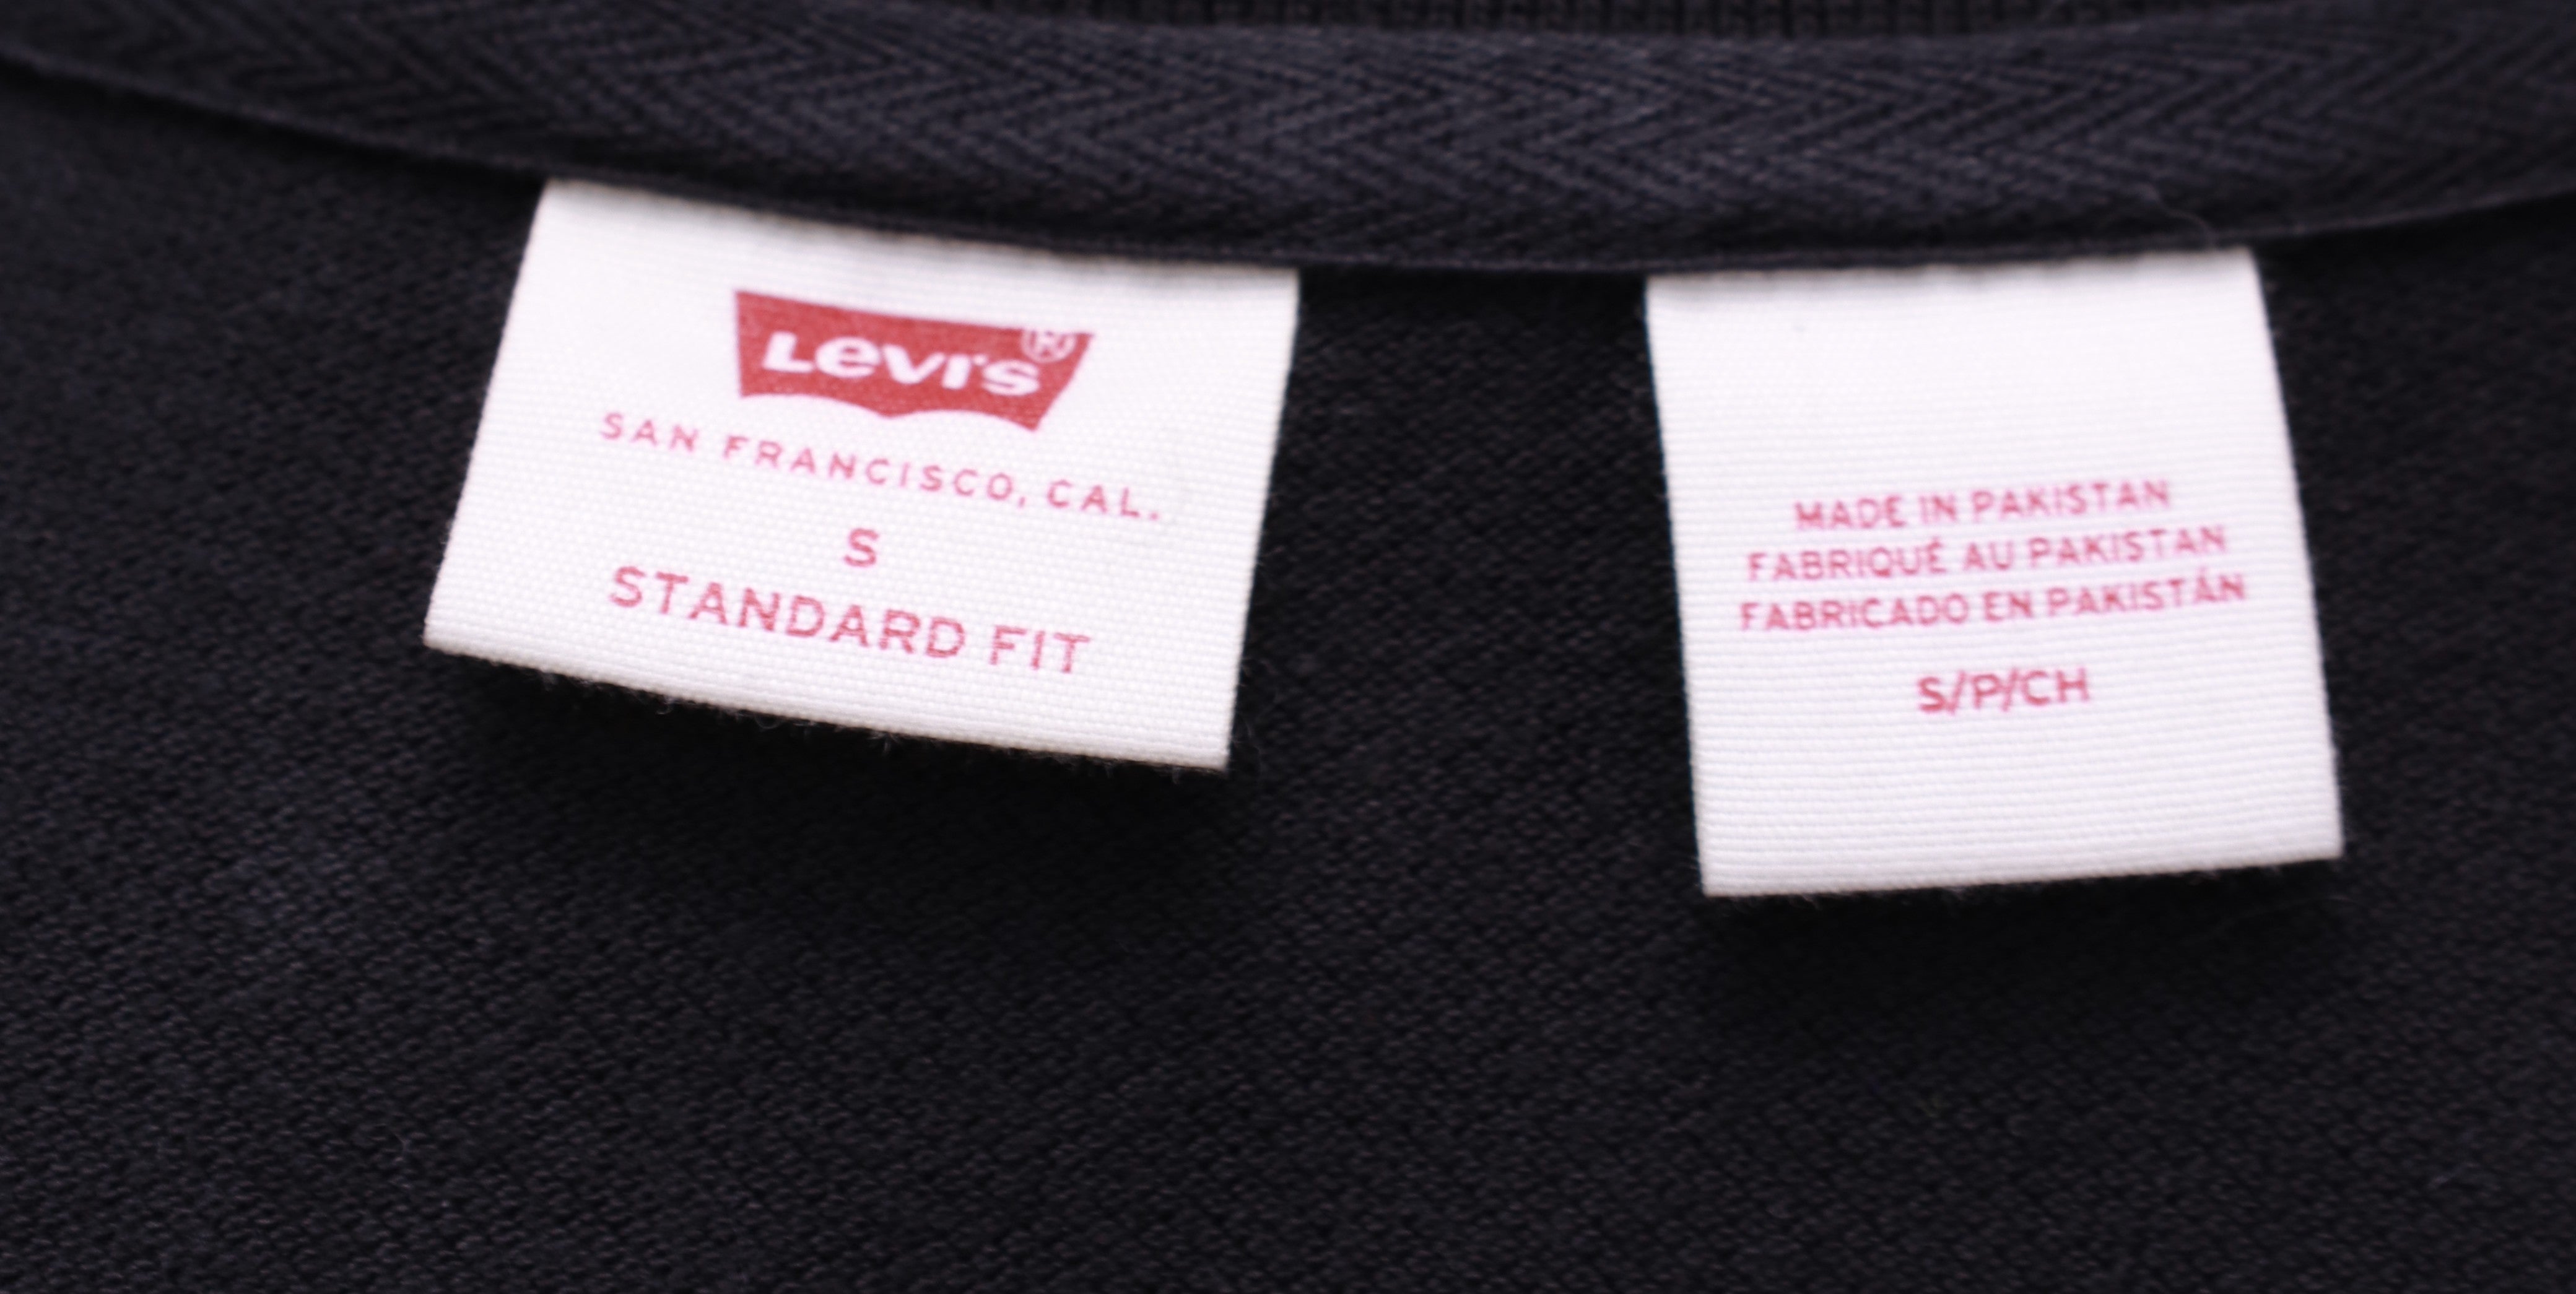 Levi's®
SAN FRANCISCO, CAL.
S
STANDARD FIT
MADE IN PAKISTAN
FABRIQUÉ AU PAKISTAN
FABRICADO EN PAKISTÁN
S/P/CH